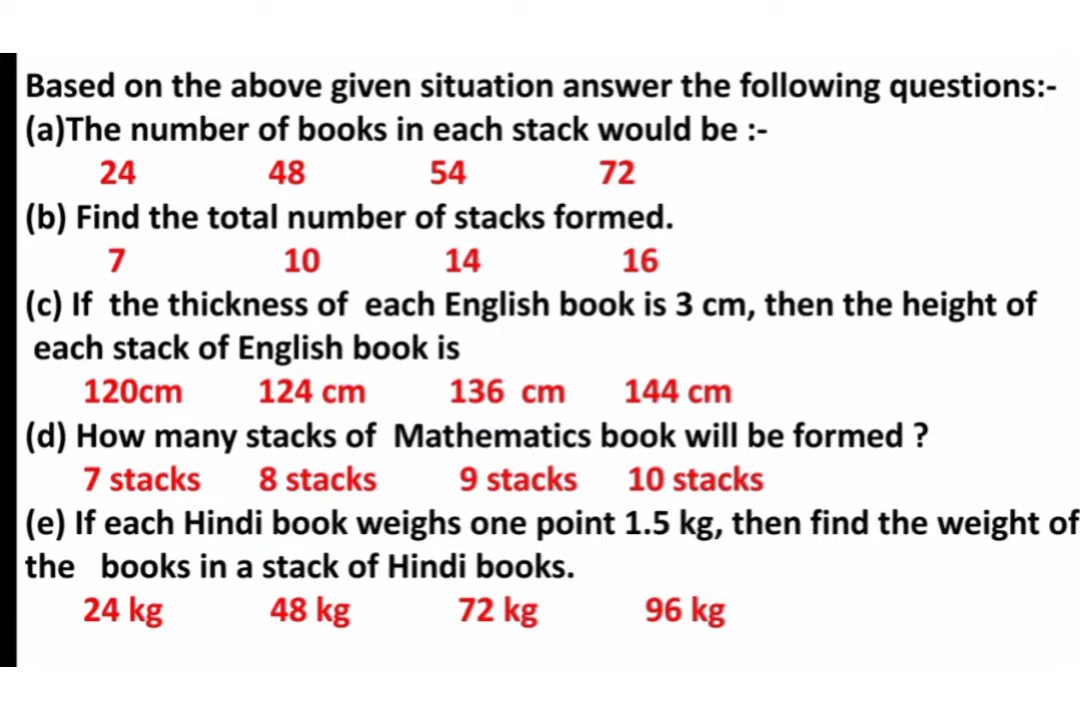 Based on the above given situation answer the following questions:-
(a)The number of books in each stack would be :-
24 48 54 72
(b) Find the total number of stacks formed.
7 10 14 16
(c) If the thickness of each English book is 3 cm, then the height of
each stack of English book is
120cm 124 cm 136 cm 144 cm
(d) How many stacks of Mathematics book will be formed ?
7 stacks 8 stacks 9 stacks 10 stacks
(e) If each Hindi book weighs one point 1.5 kg, then find the weight of
the books in a stack of Hindi books.
24 kg 48 kg 72 kg 96 kg